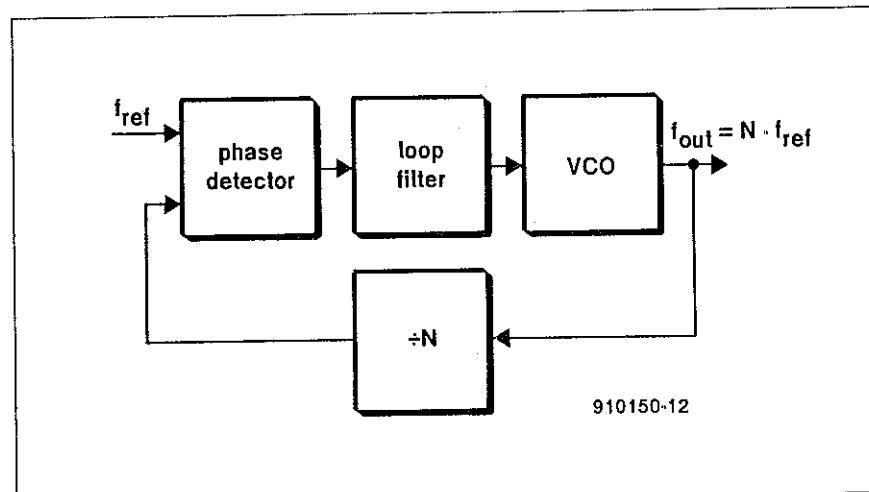 f_ref
phase
detector
loop
filter
VCO
f_out = N · f_ref
÷N
910150-12